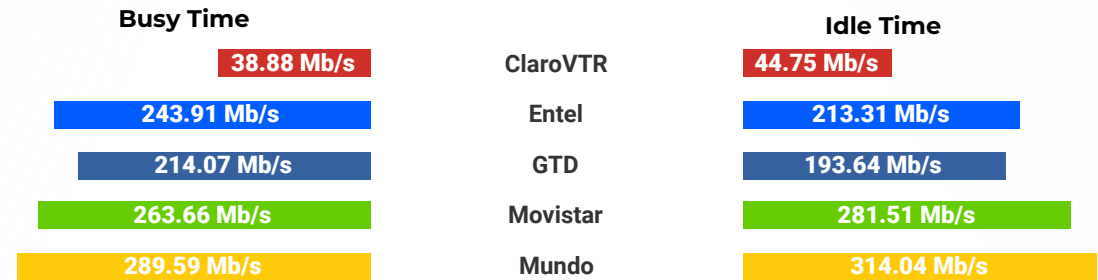 Busy Time Idle Time
38.88 Mb/s ClaroVTR 44.75 Mb/s
243.91 Mb/s Entel 213.31 Mb/s
214.07 Mb/s GTD 193.64 Mb/s
263.66 Mb/s Movistar 281.51 Mb/s
289.59 Mb/s Mundo 314.04 Mb/s